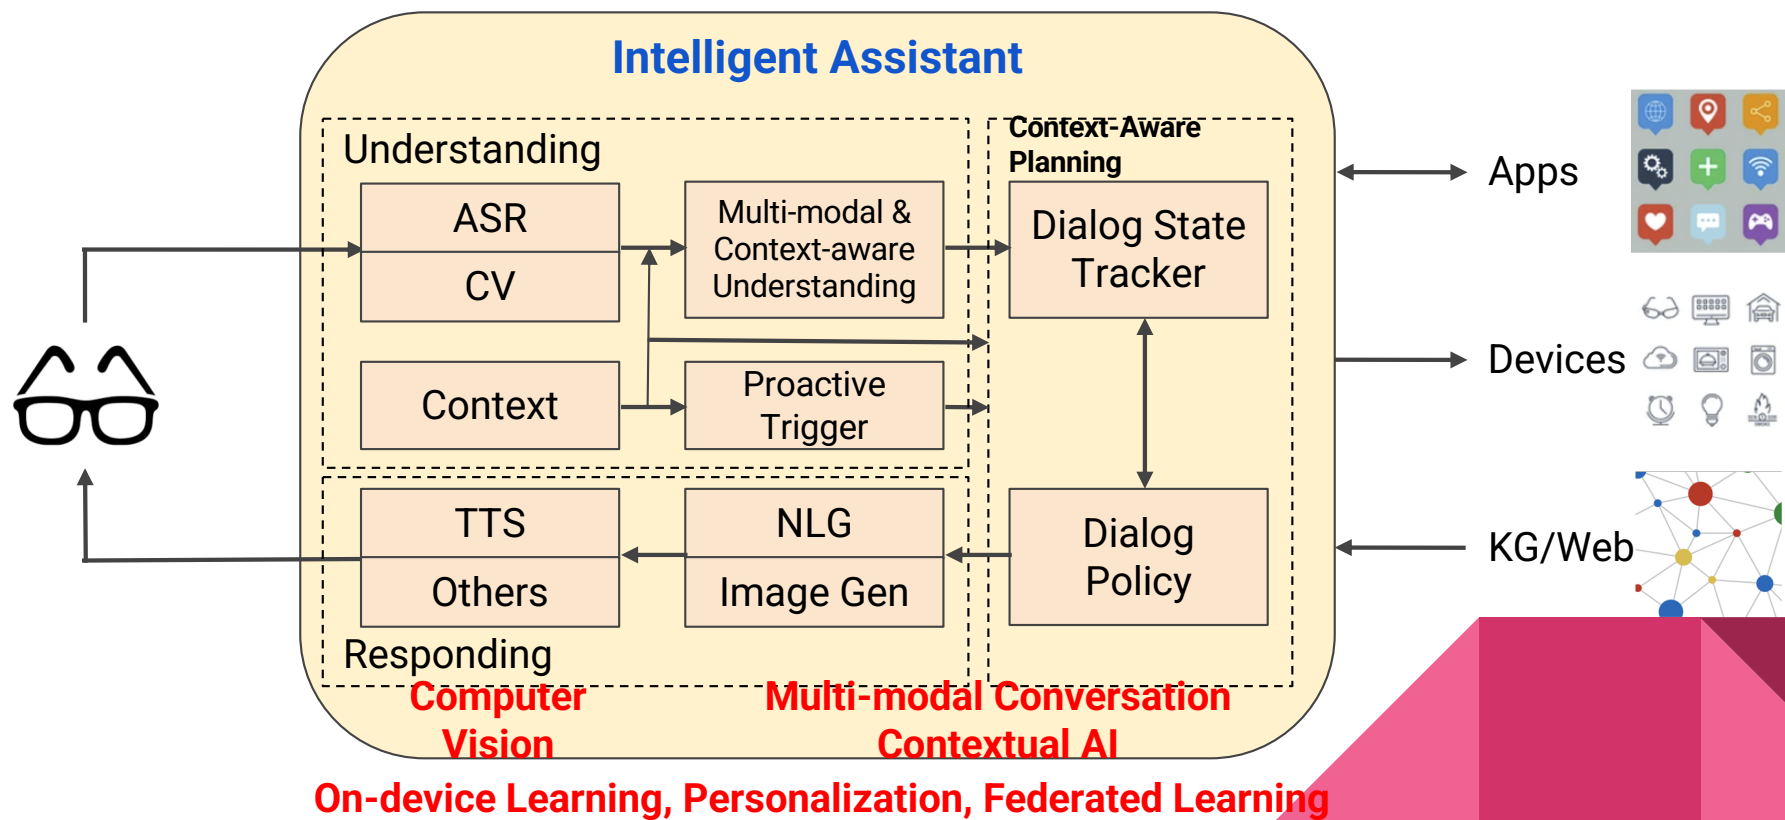 Intelligent Assistant
Understanding
ASR
CV
Multi-modal &
Context-aware
Understanding
Context
Proactive
Trigger
Context-Aware
Planning
Dialog State
Tracker
Dialog
Policy
TTS
Others
NLG
Image Gen
Responding
Apps
Devices
KG/Web
Computer
Vision
Multi-modal Conversation
Contextual AI
On-device Learning, Personalization, Federated Learning